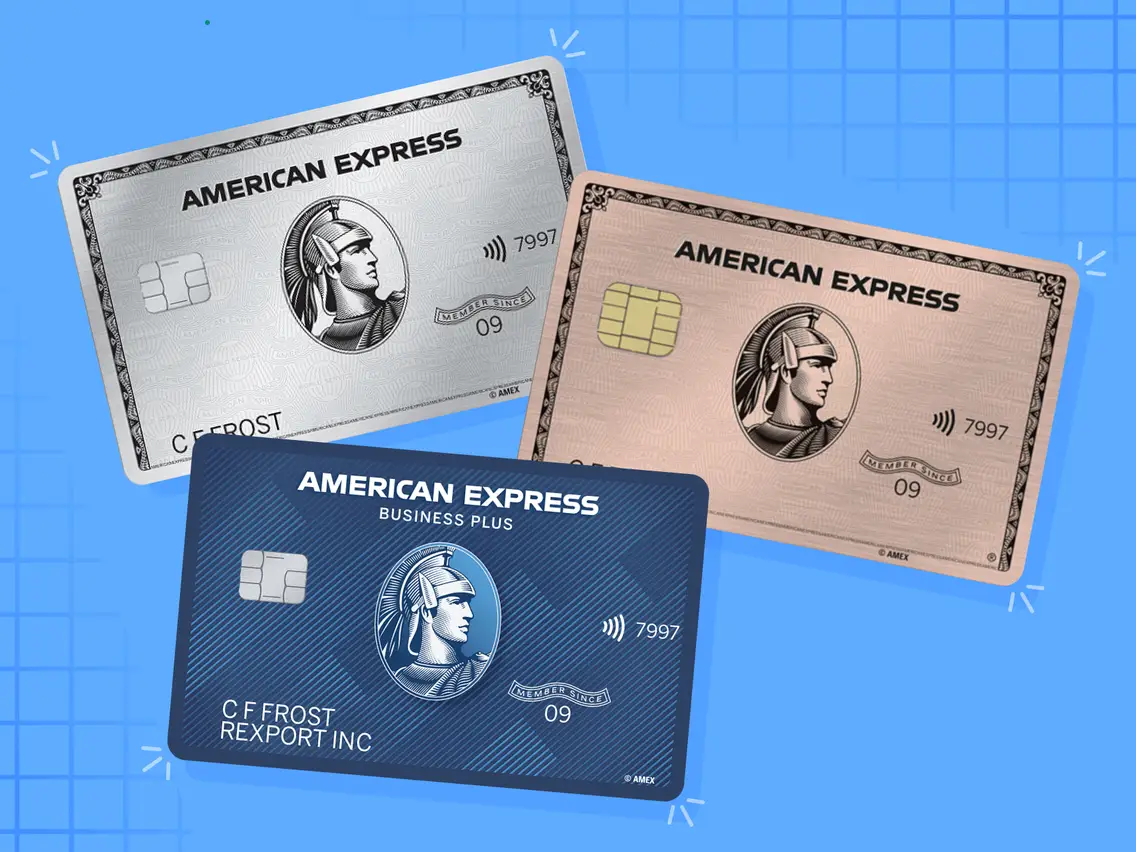 AMERICAN EXPRESS
7997
MEMBER SINCE
09
© AMEX
C F FROST
AMERICAN EXPRESS
7997
MEMBER SINCE
09
© AMEX
®
AMERICAN EXPRESS
BUSINESS PLUS
7997
MEMBER SINCE
09
C F FROST
REXPORT INC
© AMEX